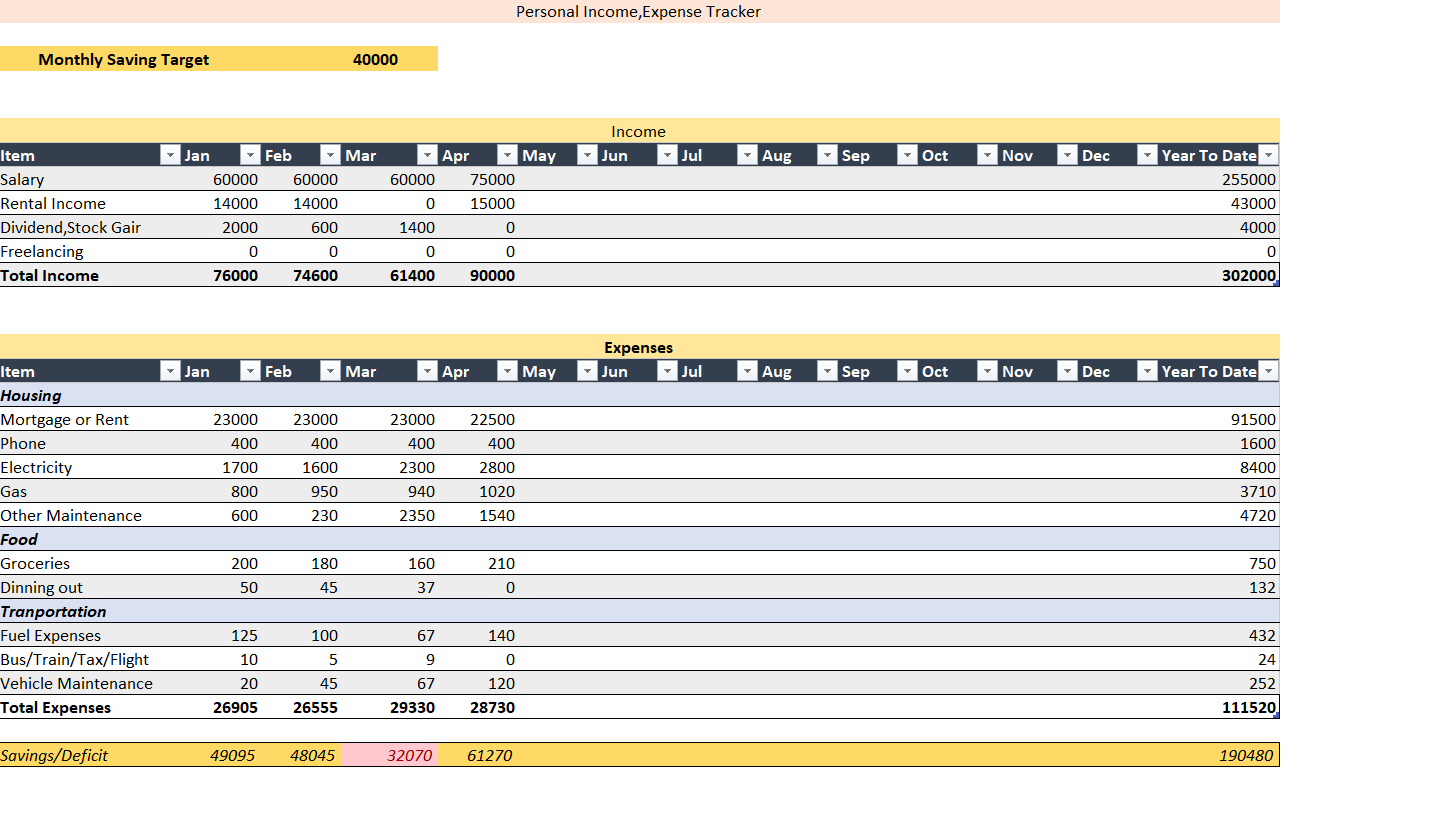 Personal Income,Expense Tracker
Monthly Saving Target 40000
Income
Item Jan Feb Mar Apr May Jun Jul Aug Sep Oct Nov Dec Year To Date
Salary 60000 60000 60000 75000 255000
Rental Income 14000 14000 0 15000 43000
Dividend,Stock Gair 2000 600 1400 0 4000
Freelancing 0 0 0 0 0
Total Income 76000 74600 61400 90000 302000
Expenses
Item Jan Feb Mar Apr May Jun Jul Aug Sep Oct Nov Dec Year To Date
Housing
Mortgage or Rent 23000 23000 23000 22500 91500
Phone 400 400 400 400 1600
Electricity 1700 1600 2300 2800 8400
Gas 800 950 940 1020 3710
Other Maintenance 600 230 2350 1540 4720
Food
Groceries 200 180 160 210 750
Dinning out 50 45 37 0 132
Tranportation
Fuel Expenses 125 100 67 140 432
Bus/Train/Tax/Flight 10 5 9 0 24
Vehicle Maintenance 20 45 67 120 252
Total Expenses 26905 26555 29330 28730 111520
Savings/Deficit 49095 48045 32070 61270 190480